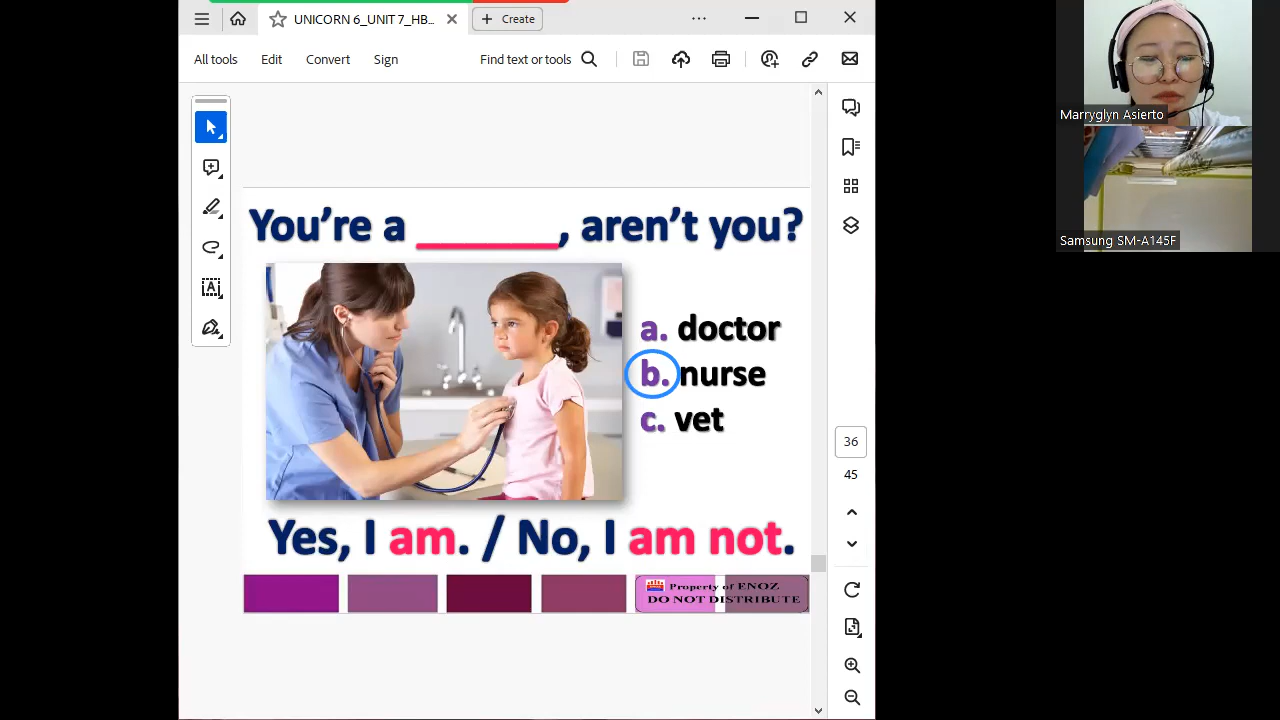 UNICORN 6_UNIT 7_HB...
Create
All tools
Edit
Convert
Sign
Find text or tools
You're a _______, aren't you?
a. doctor
b. nurse
c. vet
Yes, I am. / No, I am not.
Property of ENOZ
DO NOT DISTRIBUTE
36
45
Marryglyn Asierto
Samsung SM-A145F